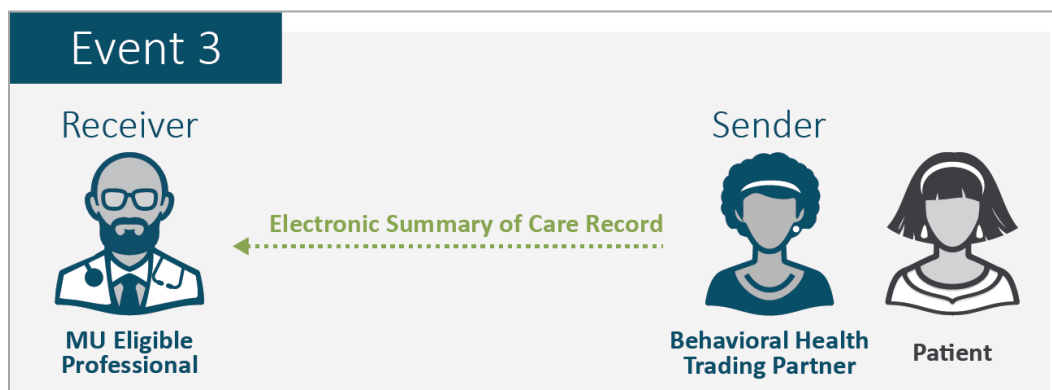 Event 3
Receiver
Sender
Electronic Summary of Care Record
MU Eligible
Professional
Behavioral Health
Trading Partner
Patient